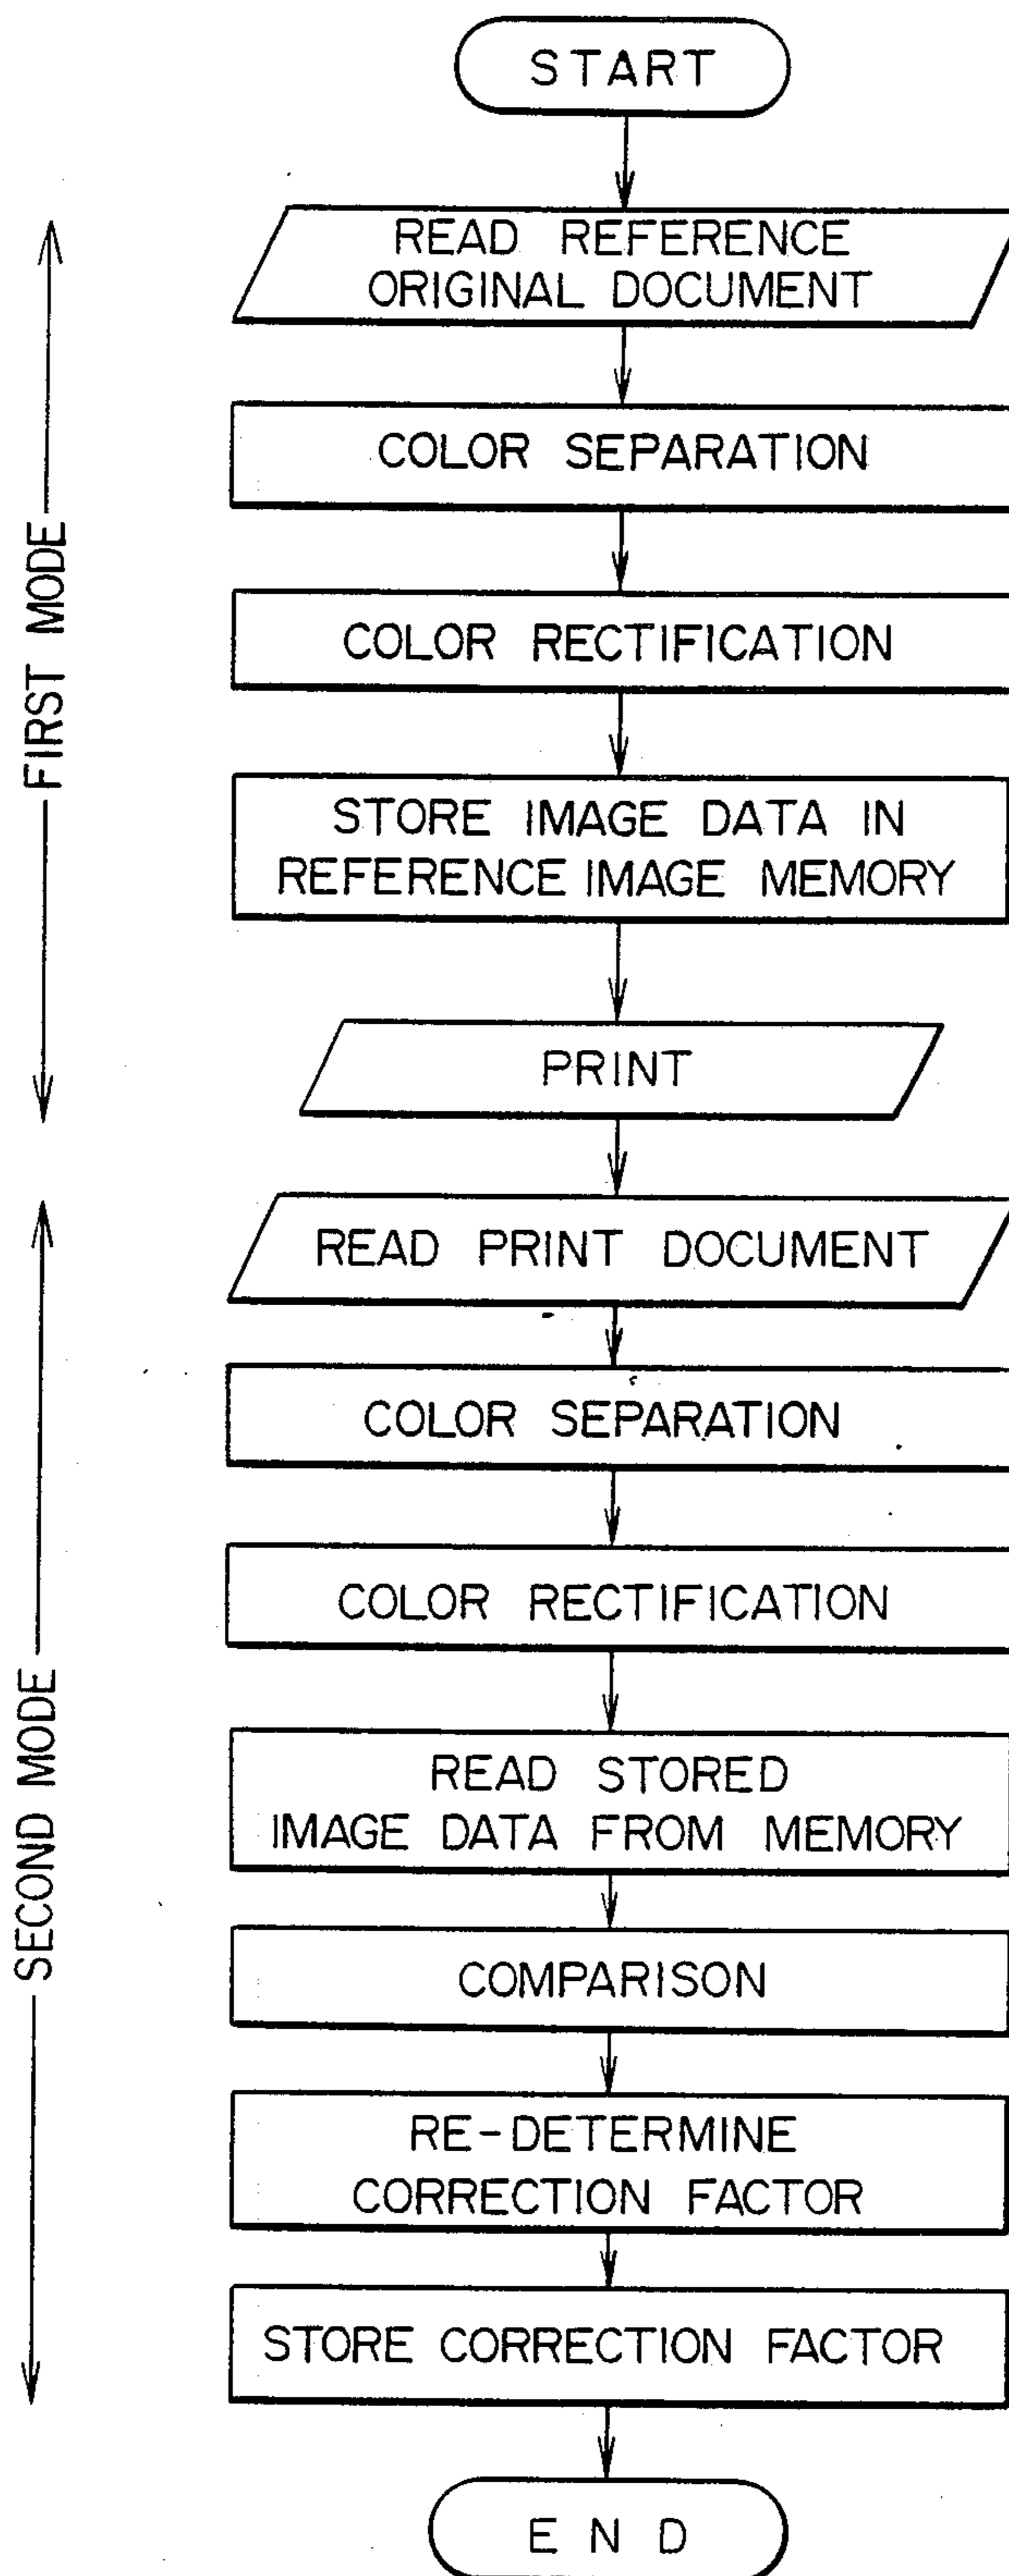 START
READ REFERENCE
ORIGINAL DOCUMENT
COLOR SEPARATION
COLOR RECTIFICATION
STORE IMAGE DATA IN
REFERENCE IMAGE MEMORY
PRINT
FIRST MODE
READ PRINT DOCUMENT
COLOR SEPARATION
COLOR RECTIFICATION
READ STORED
IMAGE DATA FROM MEMORY
COMPARISON
RE-DETERMINE
CORRECTION FACTOR
STORE CORRECTION FACTOR
SECOND MODE
END